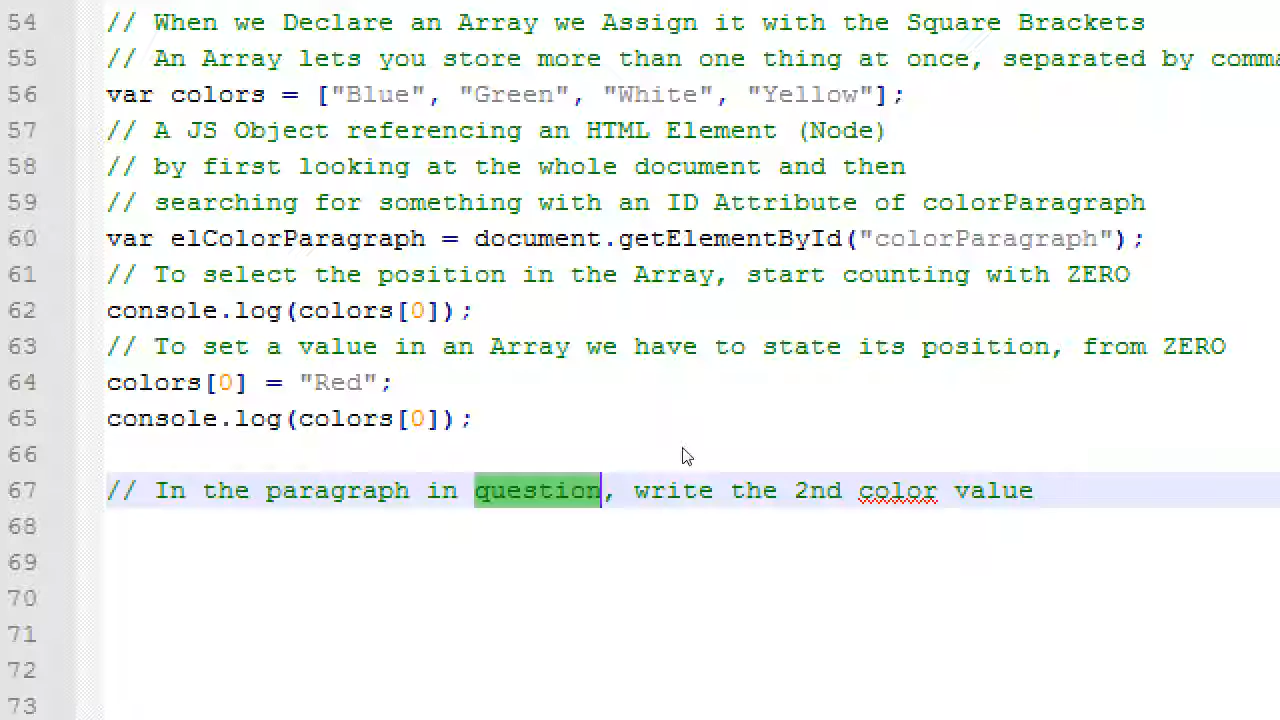 54 // When we Declare an Array we Assign it with the Square Brackets
55 // An Array lets you store more than one thing at once, separated by comma
56 var colors = ["Blue", "Green", "White", "Yellow"];
57 // A JS Object referencing an HTML Element (Node)
58 // by first looking at the whole document and then
59 // searching for something with an ID Attribute of colorParagraph
60 var elColorParagraph = document.getElementById("colorParagraph");
61 // To select the position in the Array, start counting with ZERO
62 console.log(colors[0]);
63 // To set a value in an Array we have to state its position, from ZERO
64 colors[0] = "Red";
65 console.log(colors[0]);
66
67 // In the paragraph in question, write the 2nd color value
68
69
70
71
72
73